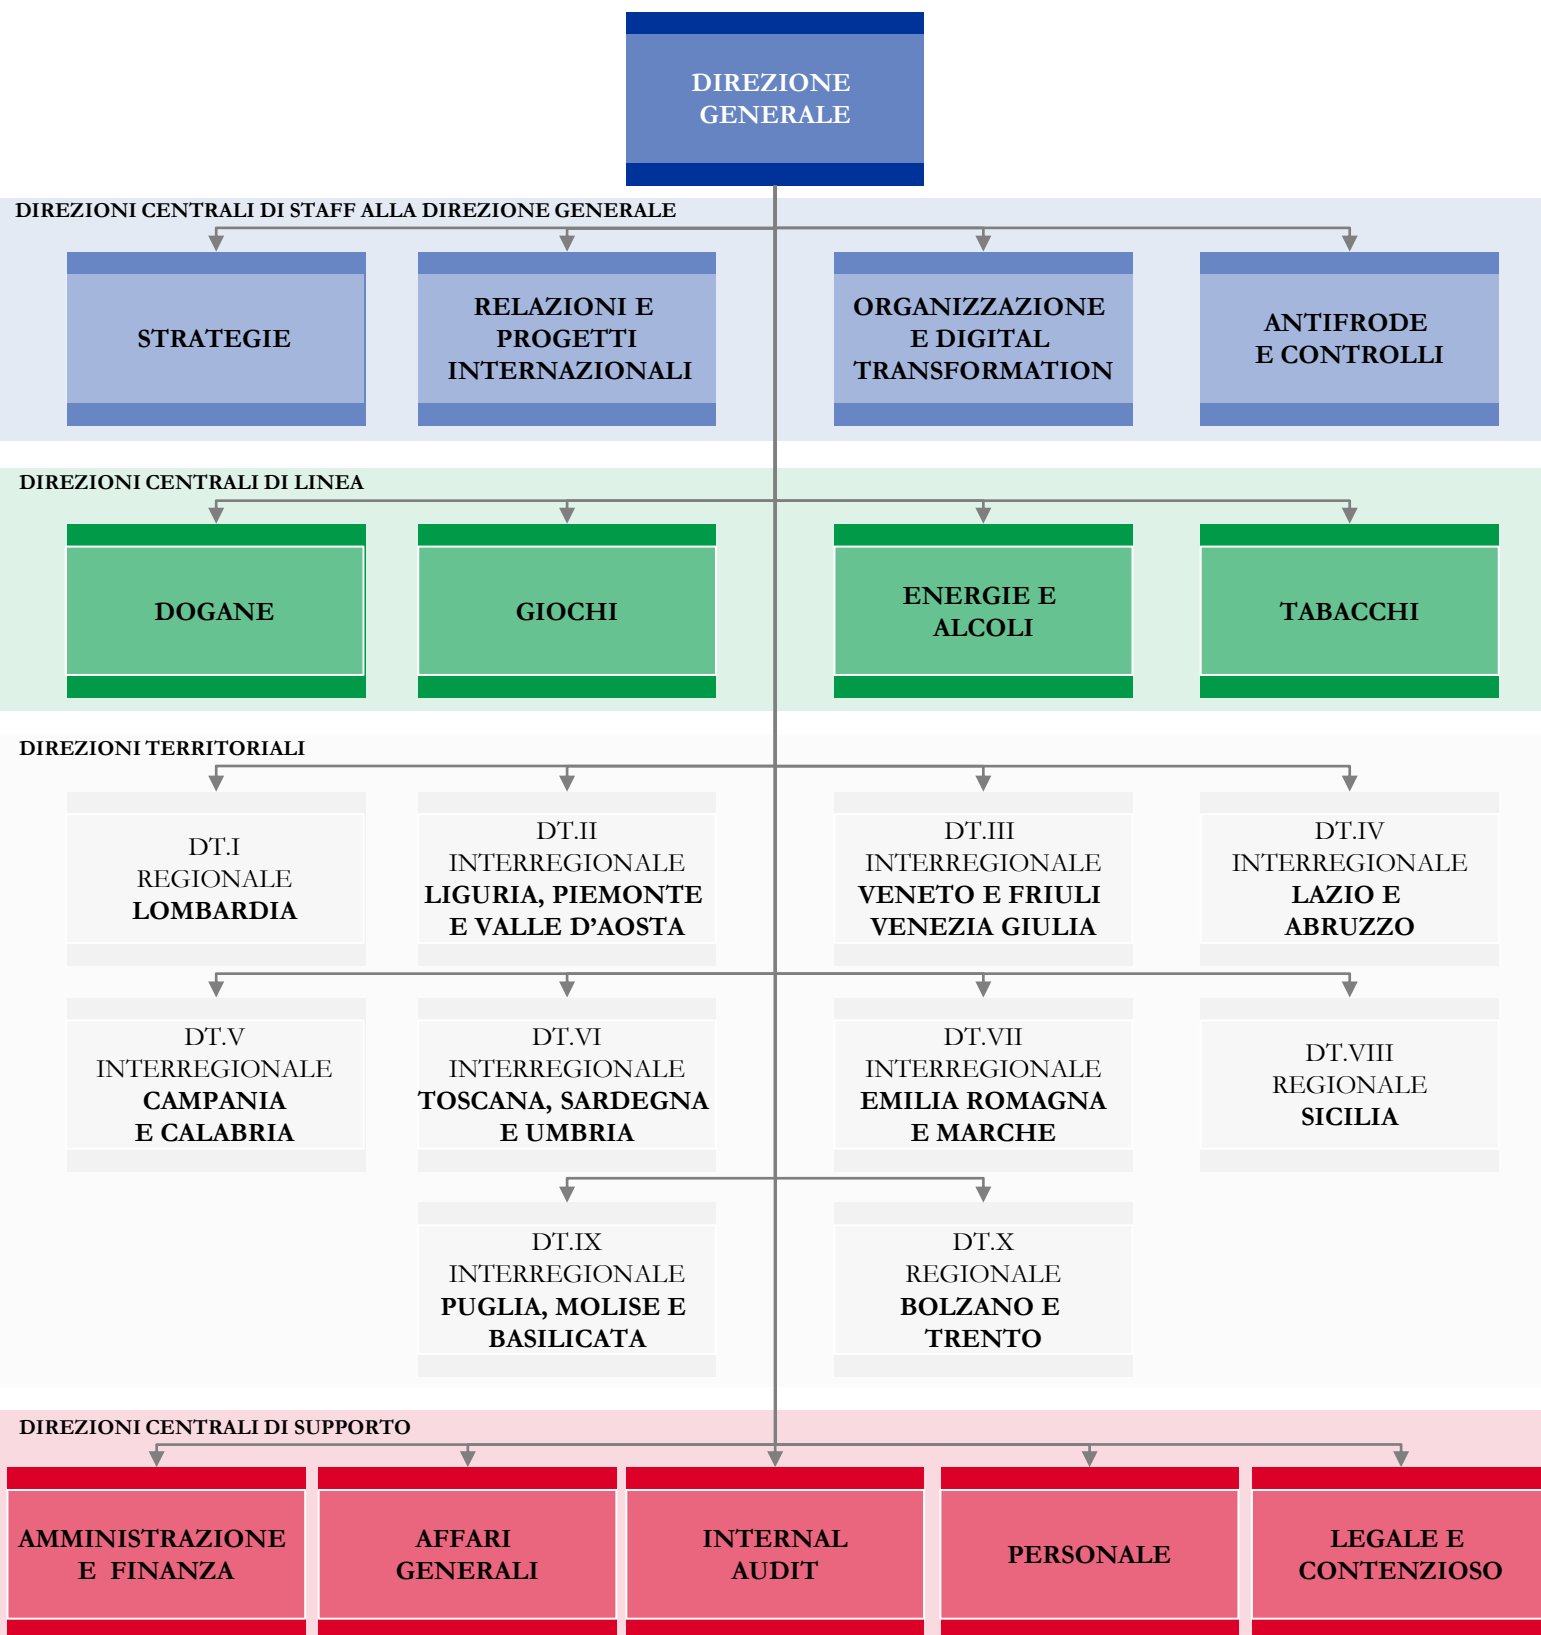 DIREZIONE
GENERALE
DIREZIONI CENTRALI DI STAFF ALLA DIREZIONE GENERALE
STRATEGIE
RELAZIONI E
PROGETTI
INTERNAZIONALI
ORGANIZZAZIONE
E DIGITAL
TRANSFORMATION
ANTIFRODE
E CONTROLLI
DIREZIONI CENTRALI DI LINEA
DOGANE
GIOCHI
ENERGIE E
ALCOLI
TABACCHI
DIREZIONI TERRITORIALI
DT.I
REGIONALE
LOMBARDIA
DT.II
INTERREGIONALE
LIGURIA, PIEMONTE
E VALLE D'AOSTA
DT.III
INTERREGIONALE
VENETO E FRIULI
VENEZIA GIULIA
DT.IV
INTERREGIONALE
LAZIO E
ABRUZZO
DT.V
INTERREGIONALE
CAMPANIA
E CALABRIA
DT.VI
INTERREGIONALE
TOSCANA, SARDEGNA
E UMBRIA
DT.VII
INTERREGIONALE
EMILIA ROMAGNA
E MARCHE
DT.VIII
REGIONALE
SICILIA
DT.IX
INTERREGIONALE
PUGLIA, MOLISE E
BASILICATA
DT.X
REGIONALE
BOLZANO E
TRENTO
DIREZIONI CENTRALI DI SUPPORTO
AMMINISTRAZIONE
E FINANZA
AFFARI
GENERALI
INTERNAL
AUDIT
PERSONALE
LEGALE E
CONTENZIOSO